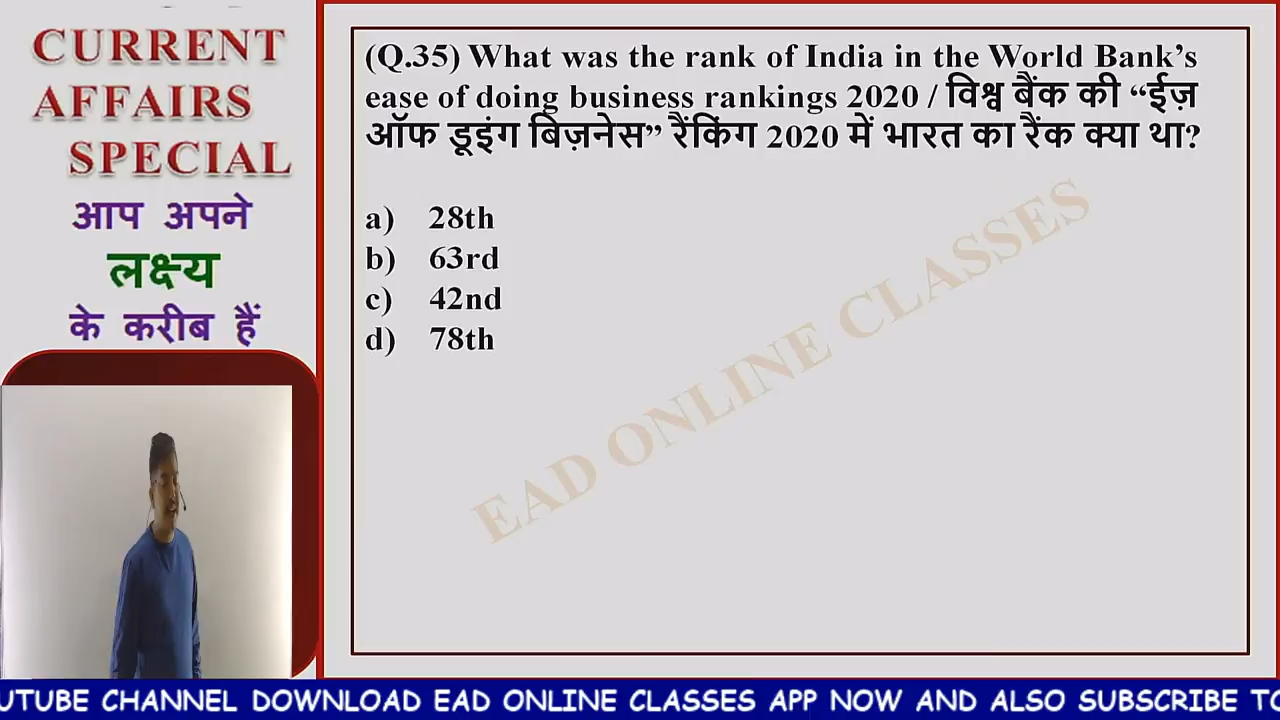 CURRENT
AFFAIRS
SPECIAL
आप अपने
लक्ष्य
के करीब हैं
(Q.35) What was the rank of India in the World Bank’s
ease of doing business rankings 2020 / विश्व बैंक की “ईज़
ऑफ डूइंग बिज़नेस” रैंकिंग 2020 में भारत का रैंक क्या था?
a) 28th
b) 63rd
c) 42nd
d) 78th
EAD ONLINE CLASSES
UTUBE CHANNEL DOWNLOAD EAD ONLINE CLASSES APP NOW AND ALSO SUBSCRIBE TO